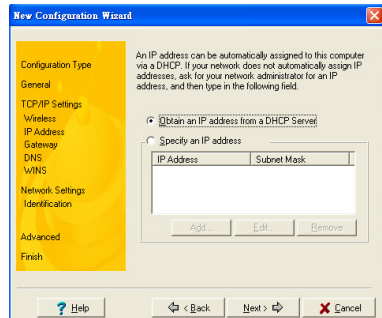 New Configuration Wizard
Configuration Type
General
TCP/IP Settings
Wireless
IP Address
Gateway
DNS
WINS
Network Settings
Identification
Advanced
Finish
An IP address can be automatically assigned to this computer
via a DHCP. If your network does not automatically assign IP
addresses, ask for your network administrator for an IP
address, and then type in the following field.
Obtain an IP address from a DHCP Server
Specify an IP address
IP Address Subnet Mask
Add... Edit... Remove
? Help < Back Next > Cancel